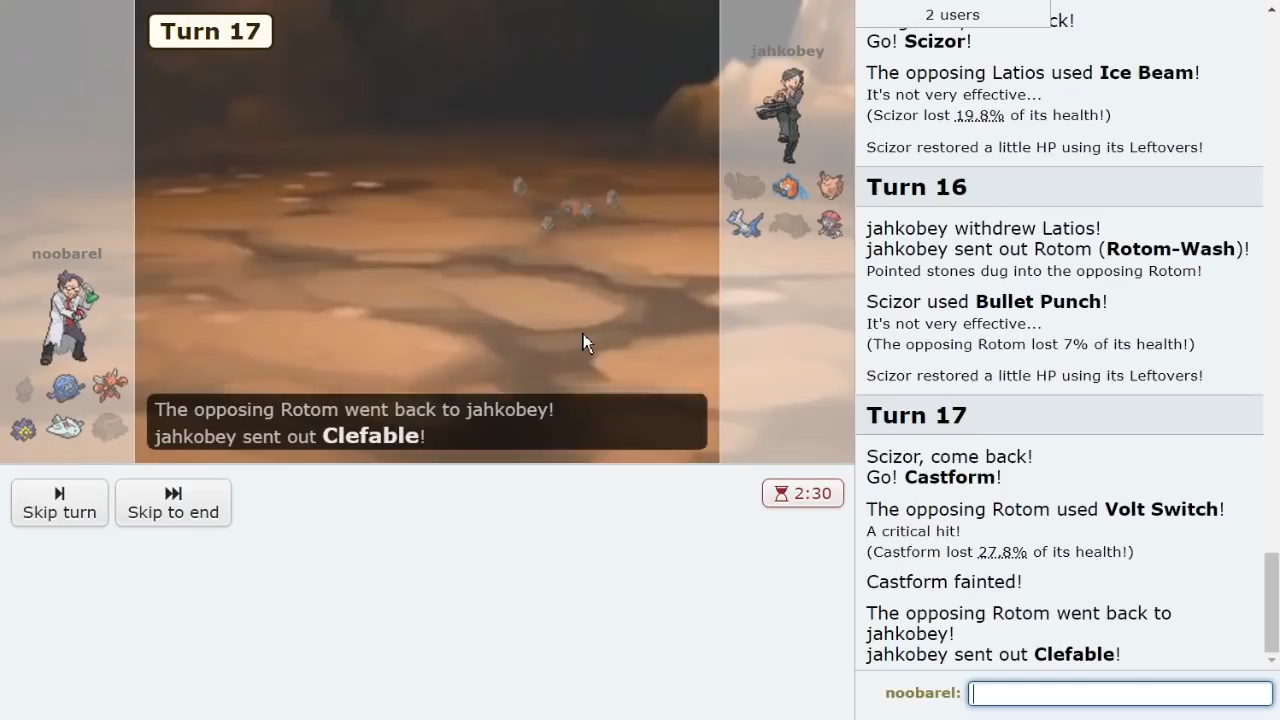 Turn 17
jahkobey
noobarel
The opposing Rotom went back to jahkobey!
jahkobey sent out Clefable!
Skip turn
Skip to end
2:30
2 users
ck!
Go! Scizor!
The opposing Latios used Ice Beam!
It's not very effective...
(Scizor lost 19.8% of its health!)
Scizor restored a little HP using its Leftovers!
Turn 16
jahkobey withdrew Latios!
jahkobey sent out Rotom (Rotom-Wash)!
Pointed stones dug into the opposing Rotom!
Scizor used Bullet Punch!
It's not very effective...
(The opposing Rotom lost 7% of its health!)
Scizor restored a little HP using its Leftovers!
Turn 17
Scizor, come back!
Go! Castform!
The opposing Rotom used Volt Switch!
A critical hit!
(Castform lost 27.8% of its health!)
Castform fainted!
The opposing Rotom went back to
jahkobey!
jahkobey sent out Clefable!
noobarel: